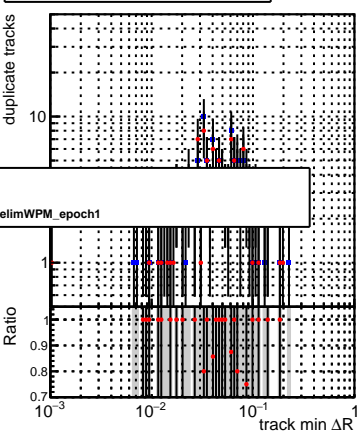 duplicate tracks
10
elimWPM_epoch1
1
Ratio
1
0.9
0.8
0.7
10⁻³ 10⁻² 10⁻¹ 1
track min ΔR